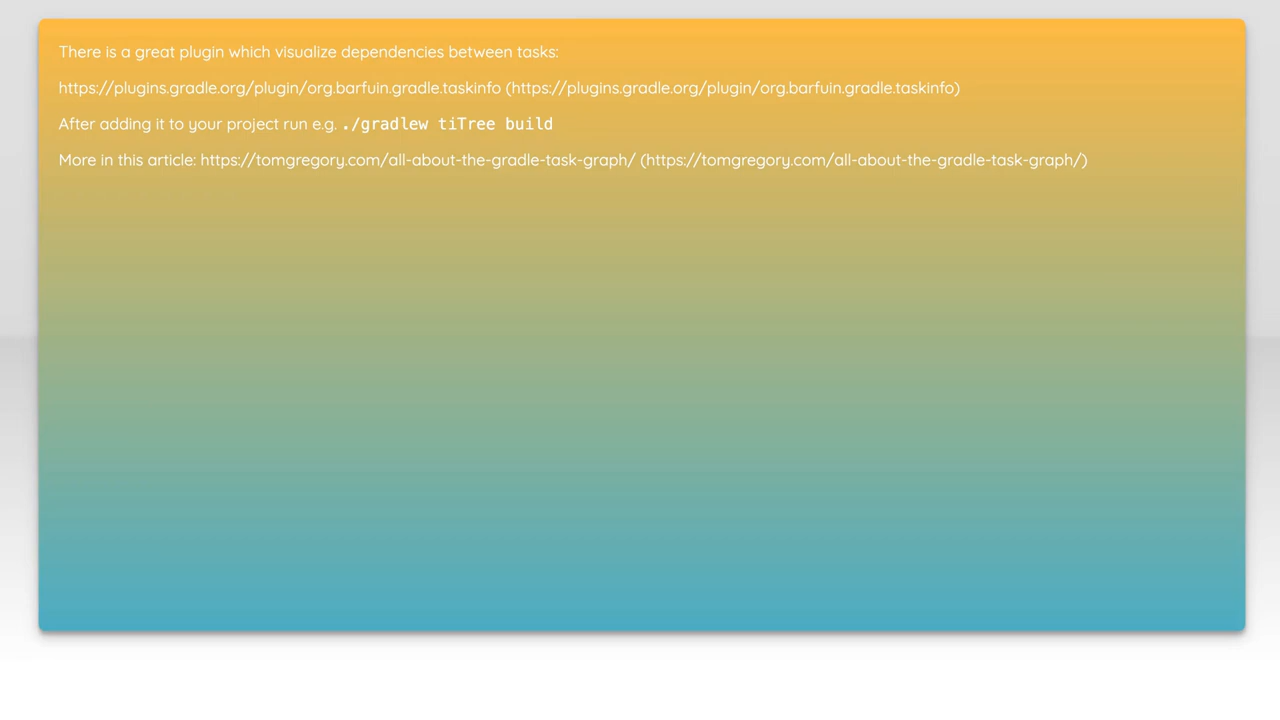 There is a great plugin which visualize dependencies between tasks:
https://plugins.gradle.org/plugin/org.barfuin.gradle.taskinfo (https://plugins.gradle.org/plugin/org.barfuin.gradle.taskinfo)
After adding it to your project run e.g. ./gradlew tiTree build
More in this article: https://tomgregory.com/all-about-the-gradle-task-graph/ (https://tomgregory.com/all-about-the-gradle-task-graph/)